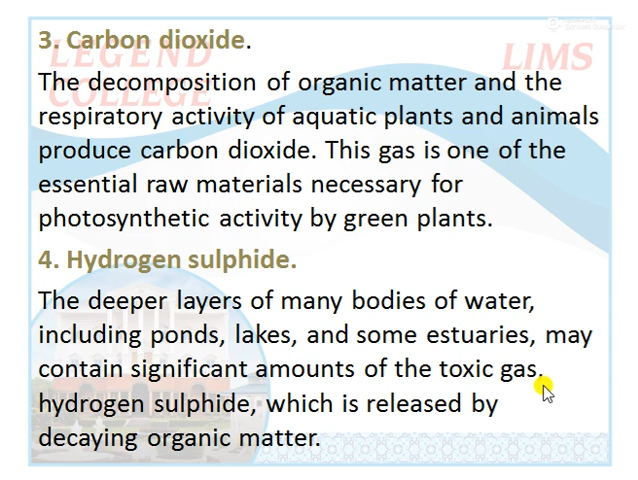 LEGEND
COLLEGE
LIMS
3. Carbon dioxide.
The decomposition of organic matter and the
respiratory activity of aquatic plants and animals
produce carbon dioxide. This gas is one of the
essential raw materials necessary for
photosynthetic activity by green plants.
4. Hydrogen sulphide.
The deeper layers of many bodies of water,
including ponds, lakes, and some estuaries, may
contain significant amounts of the toxic gas.
hydrogen sulphide, which is released by
decaying organic matter.